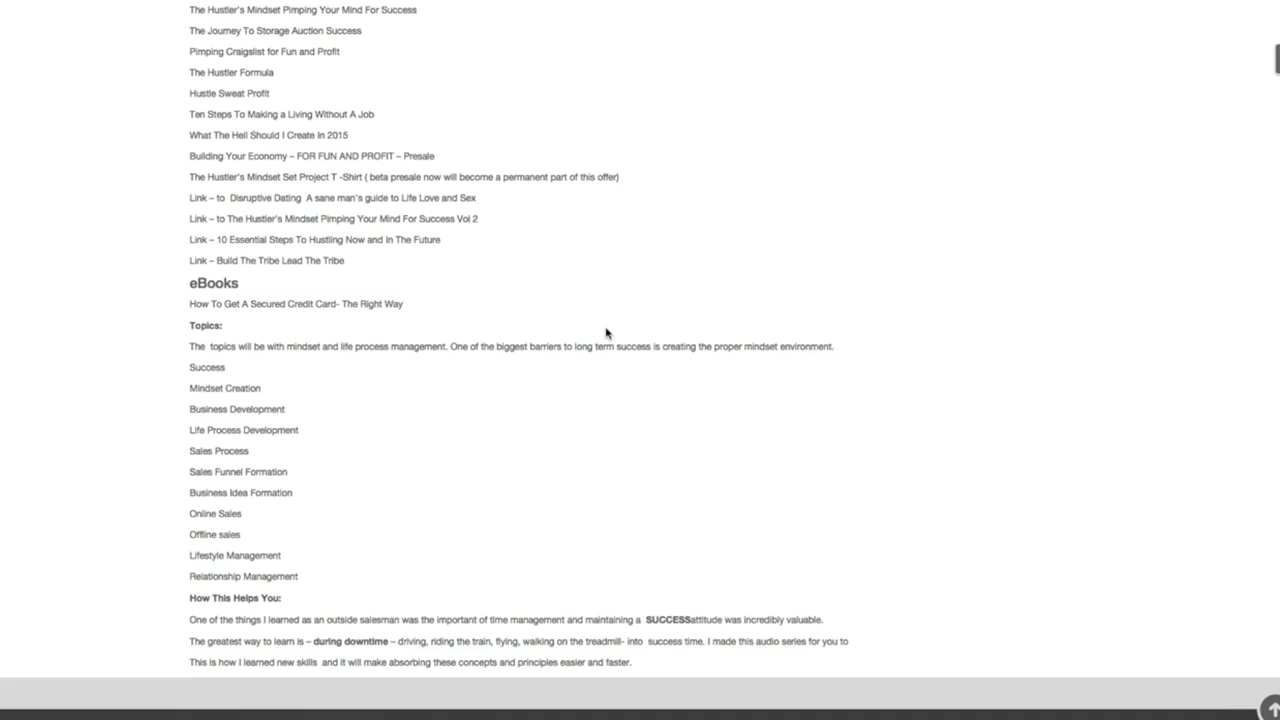 The Hustler's Mindset Pimping Your Mind For Success
The Journey To Storage Auction Success
Pimping Craigslist for Fun and Profit
The Hustler Formula
Hustle Sweat Profit
Ten Steps To Making a Living Without A Job
What The Hell Should I Create In 2015
Building Your Economy – FOR FUN AND PROFIT – Presale
The Hustler's Mindset Set Project T -Shirt ( beta presale now will become a permanent part of this offer)
Link – to Disruptive Dating A sane man's guide to Life Love and Sex
Link – to The Hustler's Mindset Pimping Your Mind For Success Vol 2
Link – 10 Essential Steps To Hustling Now and In The Future
Link – Build The Tribe Lead The Tribe
eBooks
How To Get A Secured Credit Card- The Right Way
Topics:
The topics will be with mindset and life process management. One of the biggest barriers to long term success is creating the proper mindset environment.
Success
Mindset Creation
Business Development
Life Process Development
Sales Process
Sales Funnel Formation
Business Idea Formation
Online Sales
Offline sales
Lifestyle Management
Relationship Management
How This Helps You:
One of the things I learned as an outside salesman was the important of time management and maintaining a SUCCESSattitude was incredibly valuable.
The greatest way to learn is – during downtime – driving, riding the train, flying, walking on the treadmill- into success time. I made this audio series for you to
This is how I learned new skills and it will make absorbing these concepts and principles easier and faster.